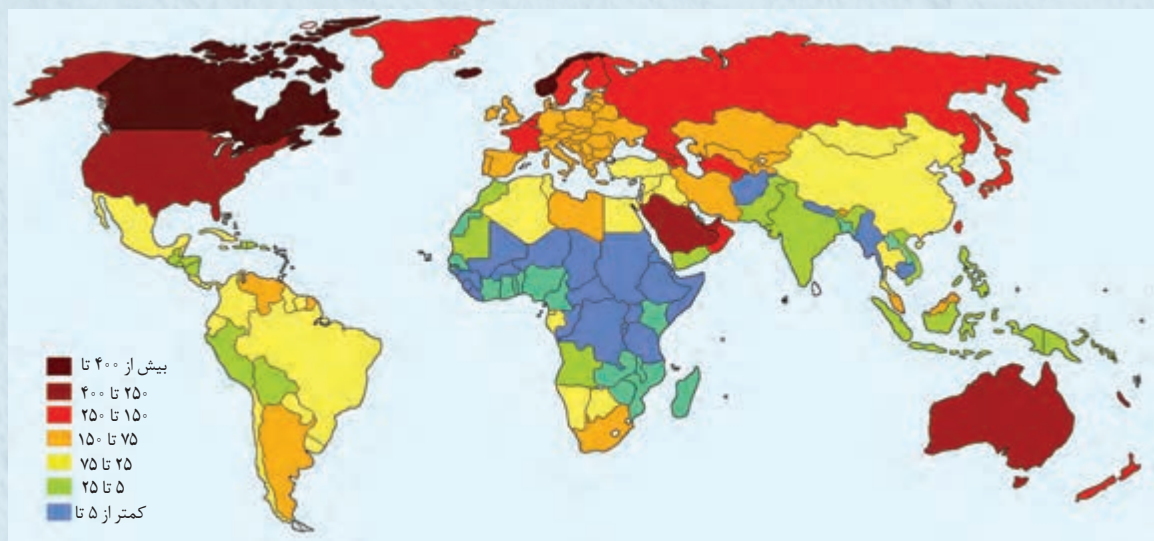 بیش از ۴۰۰ تا
۲۵۰ تا ۴۰۰
۱۵۰ تا ۲۵۰
۷۵ تا ۱۵۰
۲۵ تا ۷۵
۵ تا ۲۵
کمتر از ۵ تا